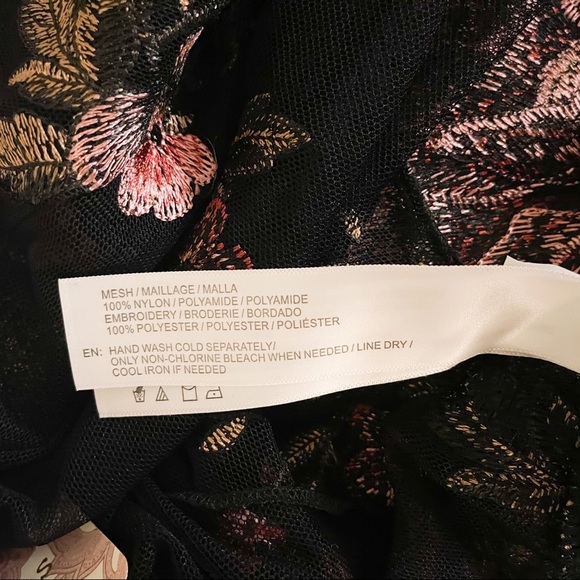 MESH / MAILLAGE / MALLA
100% NYLON / POLYAMIDE / POLYAMIDE
EMBROIDERY / BRODERIE / BORDADO
100% POLYESTER / POLYESTER / POLIÉSTER
EN: HAND WASH COLD SEPARATELY/
ONLY NON-CHLORINE BLEACH WHEN NEEDED / LINE DRY /
COOL IRON IF NEEDED